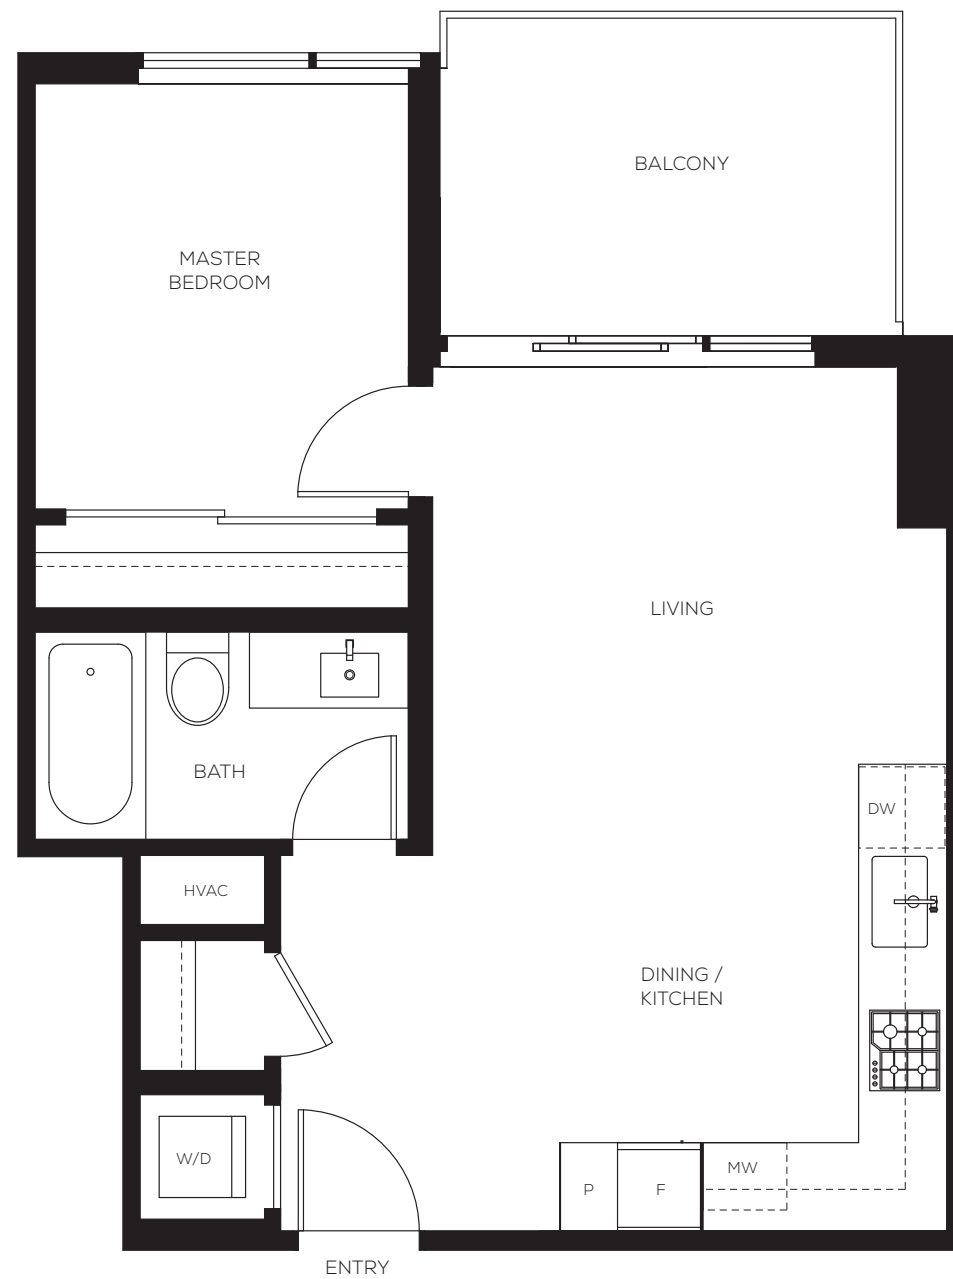 BALCONY
MASTER
BEDROOM
LIVING
BATH
DW
HVAC
DINING /
KITCHEN
W/D
MW
P
F
ENTRY